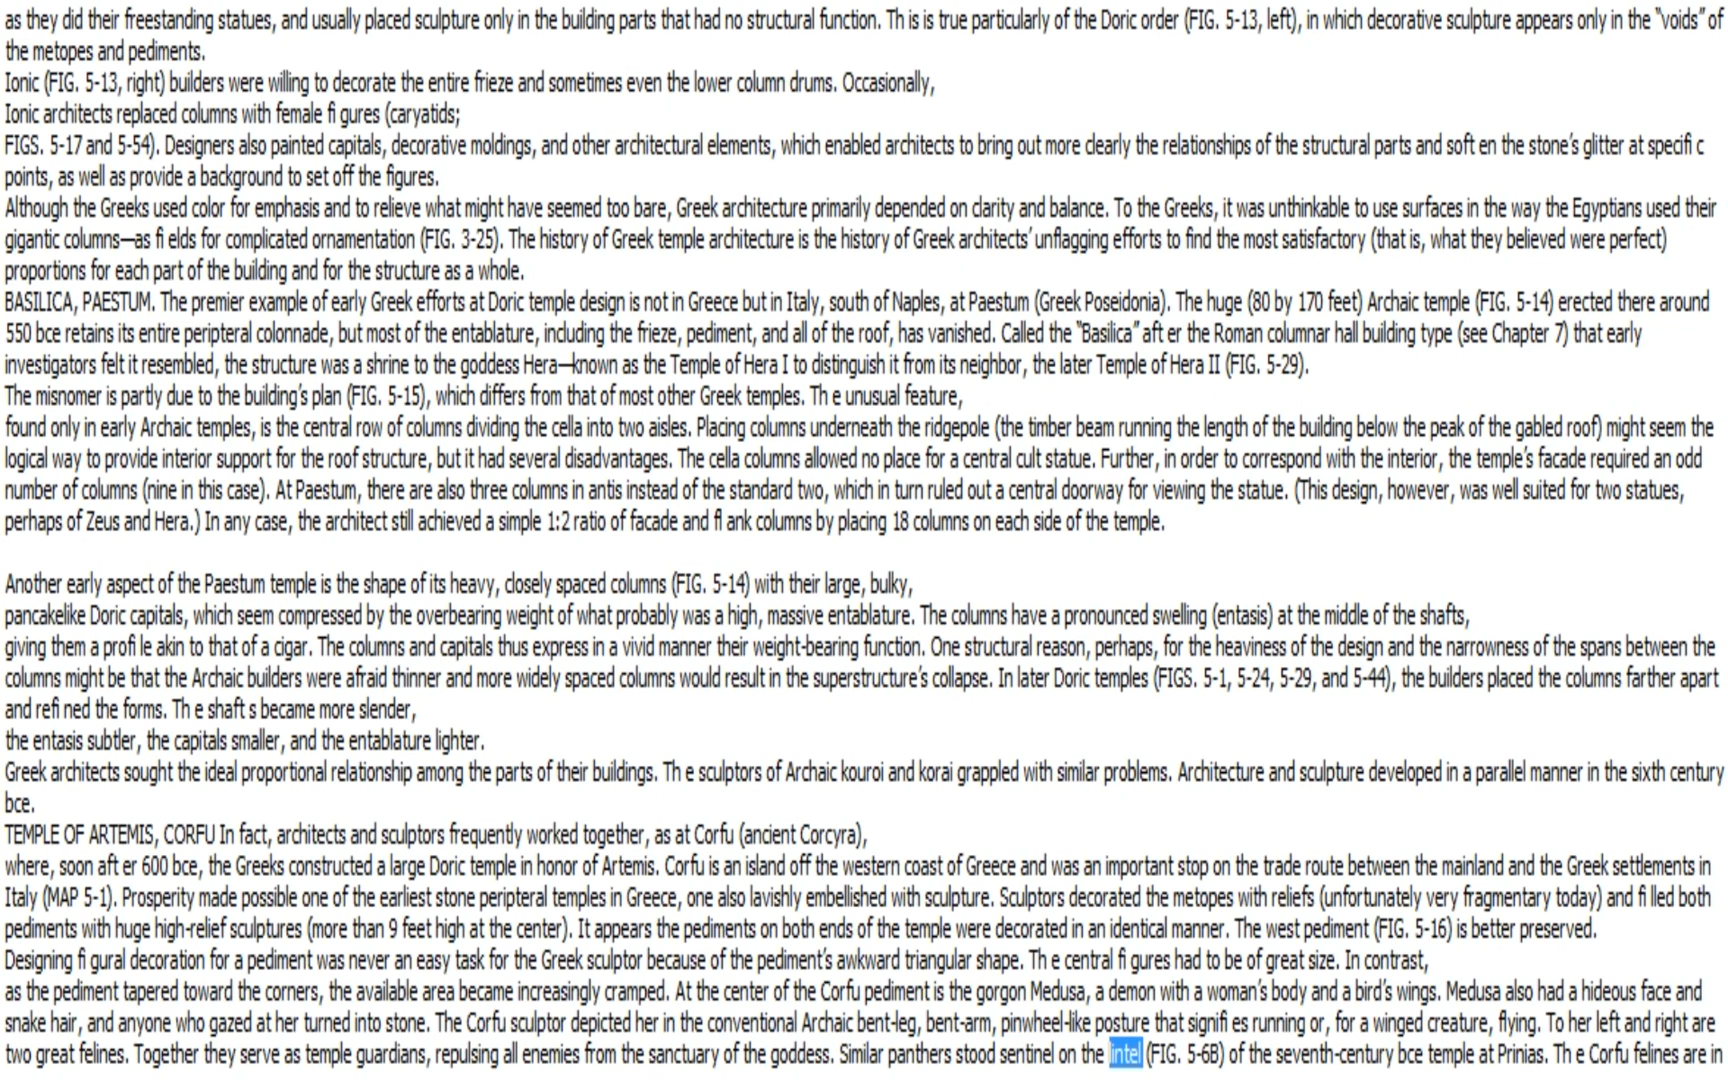 as they did their freestanding statues, and usually placed sculpture only in the building parts that had no structural function. Th is is true particularly of the Doric order (FIG. 5-13, left), in which decorative sculpture appears only in the "voids" of
the metopes and pediments.
Ionic (FIG. 5-13, right) builders were willing to decorate the entire frieze and sometimes even the lower column drums. Occasionally,
Ionic architects replaced columns with female fi gures (caryatids;
FIGS. 5-17 and 5-54). Designers also painted capitals, decorative moldings, and other architectural elements, which enabled architects to bring out more clearly the relationships of the structural parts and soft en the stone's glitter at specifi c
points, as well as provide a background to set off the figures.
Although the Greeks used color for emphasis and to relieve what might have seemed too bare, Greek architecture primarily depended on clarity and balance. To the Greeks, it was unthinkable to use surfaces in the way the Egyptians used their
gigantic columns—as fi elds for complicated ornamentation (FIG. 3-25). The history of Greek temple architecture is the history of Greek architects' unflagging efforts to find the most satisfactory (that is, what they believed were perfect)
proportions for each part of the building and for the structure as a whole.
BASILICA, PAESTUM. The premier example of early Greek efforts at Doric temple design is not in Greece but in Italy, south of Naples, at Paestum (Greek Poseidonia). The huge (80 by 170 feet) Archaic temple (FIG. 5-14) erected there around
550 bce retains its entire peripteral colonnade, but most of the entablature, including the frieze, pediment, and all of the roof, has vanished. Called the "Basilica" aft er the Roman columnar hall building type (see Chapter 7) that early
investigators felt it resembled, the structure was a shrine to the goddess Hera—known as the Temple of Hera I to distinguish it from its neighbor, the later Temple of Hera II (FIG. 5-29).
The misnomer is partly due to the building's plan (FIG. 5-15), which differs from that of most other Greek temples. Th e unusual feature,
found only in early Archaic temples, is the central row of columns dividing the cella into two aisles. Placing columns underneath the ridgepole (the timber beam running the length of the building below the peak of the gabled roof) might seem the
logical way to provide interior support for the roof structure, but it had several disadvantages. The cella columns allowed no place for a central cult statue. Further, in order to correspond with the interior, the temple's facade required an odd
number of columns (nine in this case). At Paestum, there are also three columns in antis instead of the standard two, which in turn ruled out a central doorway for viewing the statue. (This design, however, was well suited for two statues,
perhaps of Zeus and Hera.) In any case, the architect still achieved a simple 1:2 ratio of facade and fl ank columns by placing 18 columns on each side of the temple.
Another early aspect of the Paestum temple is the shape of its heavy, closely spaced columns (FIG. 5-14) with their large, bulky,
pancakelike Doric capitals, which seem compressed by the overbearing weight of what probably was a high, massive entablature. The columns have a pronounced swelling (entasis) at the middle of the shafts,
giving them a profi le akin to that of a cigar. The columns and capitals thus express in a vivid manner their weight-bearing function. One structural reason, perhaps, for the heaviness of the design and the narrowness of the spans between the
columns might be that the Archaic builders were afraid thinner and more widely spaced columns would result in the superstructure's collapse. In later Doric temples (FIGS. 5-1, 5-24, 5-29, and 5-44), the builders placed the columns farther apart
and refi ned the forms. Th e shaft s became more slender,
the entasis subtler, the capitals smaller, and the entablature lighter.
Greek architects sought the ideal proportional relationship among the parts of their buildings. Th e sculptors of Archaic kouroi and korai grappled with similar problems. Architecture and sculpture developed in a parallel manner in the sixth century
bce.
TEMPLE OF ARTEMIS, CORFU In fact, architects and sculptors frequently worked together, as at Corfu (ancient Corcyra),
where, soon aft er 600 bce, the Greeks constructed a large Doric temple in honor of Artemis. Corfu is an island off the western coast of Greece and was an important stop on the trade route between the mainland and the Greek settlements in
Italy (MAP 5-1). Prosperity made possible one of the earliest stone peripteral temples in Greece, one also lavishly embellished with sculpture. Sculptors decorated the metopes with reliefs (unfortunately very fragmentary today) and fi lled both
pediments with huge high-relief sculptures (more than 9 feet high at the center). It appears the pediments on both ends of the temple were decorated in an identical manner. The west pediment (FIG. 5-16) is better preserved.
Designing fi gural decoration for a pediment was never an easy task for the Greek sculptor because of the pediment's awkward triangular shape. Th e central fi gures had to be of great size. In contrast,
as the pediment tapered toward the corners, the available area became increasingly cramped. At the center of the Corfu pediment is the gorgon Medusa, a demon with a woman's body and a bird's wings. Medusa also had a hideous face and
snake hair, and anyone who gazed at her turned into stone. The Corfu sculptor depicted her in the conventional Archaic bent-leg, bent-arm, pinwheel-like posture that signifi es running or, for a winged creature, flying. To her left and right are
two great felines. Together they serve as temple guardians, repulsing all enemies from the sanctuary of the goddess. Similar panthers stood sentinel on the lintel (FIG. 5-6B) of the seventh-century bce temple at Prinias. Th e Corfu felines are in